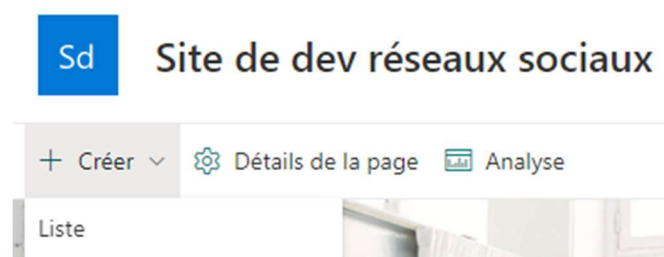 Sd
Site de dev réseaux sociaux
Créer
Détails de la page
Analyse
Liste